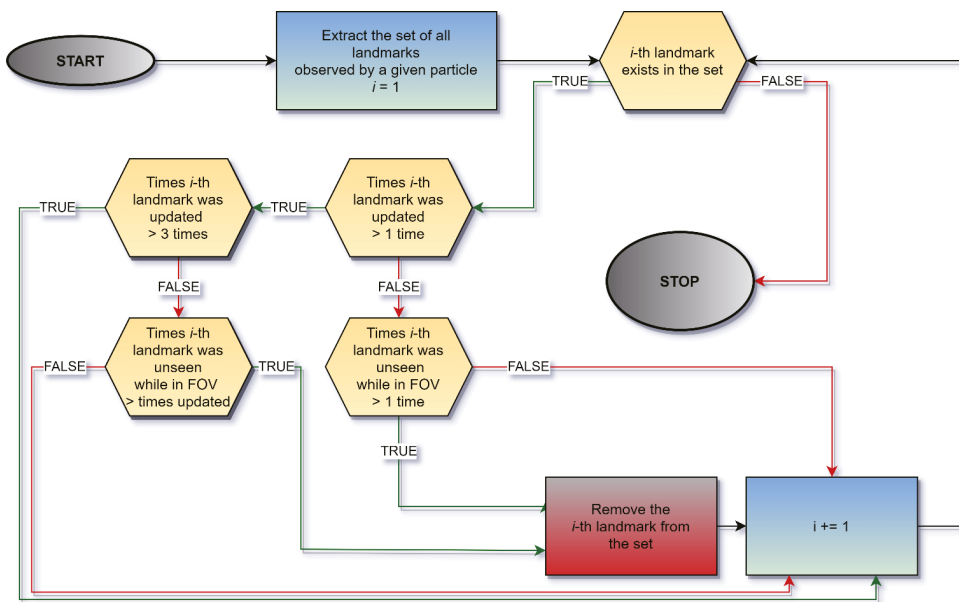 START
Extract the set of all
landmarks
observed by a given particle
i = 1
i-th landmark
exists in the set
TRUE
FALSE
Times i-th
landmark was
updated
> 3 times
Times i-th
landmark was
updated
> 1 time
TRUE
TRUE
STOP
FALSE
FALSE
Times i-th
landmark was
unseen
while in FOV
> times updated
Times i-th
landmark was
unseen
while in FOV
> 1 time
FALSE
TRUE
FALSE
TRUE
Remove the
i-th landmark from
the set
i += 1